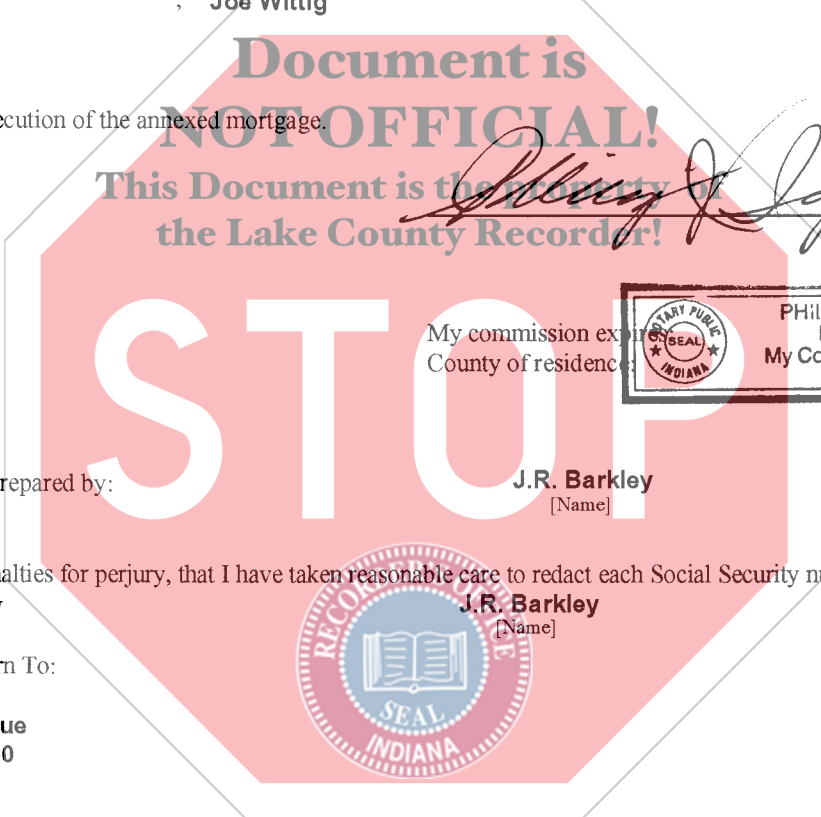 , Joe Wittig
Document is
ecution of the annexed mortgage.
NOT OFFICIAL!
This Document is the property of
the Lake County Recorder!
STOP
My commission expires:
County of residence:
NOTARY PUBLIC
SEAL
INDIANA
PHIL
My Co
repared by:
J.R. Barkley
[Name]
alties for perjury, that I have taken reasonable care to redact each Social Security nu
J.R. Barkley
[Name]
RECORDER'S OFFICE
SEAL
INDIANA
n To:
ue
0